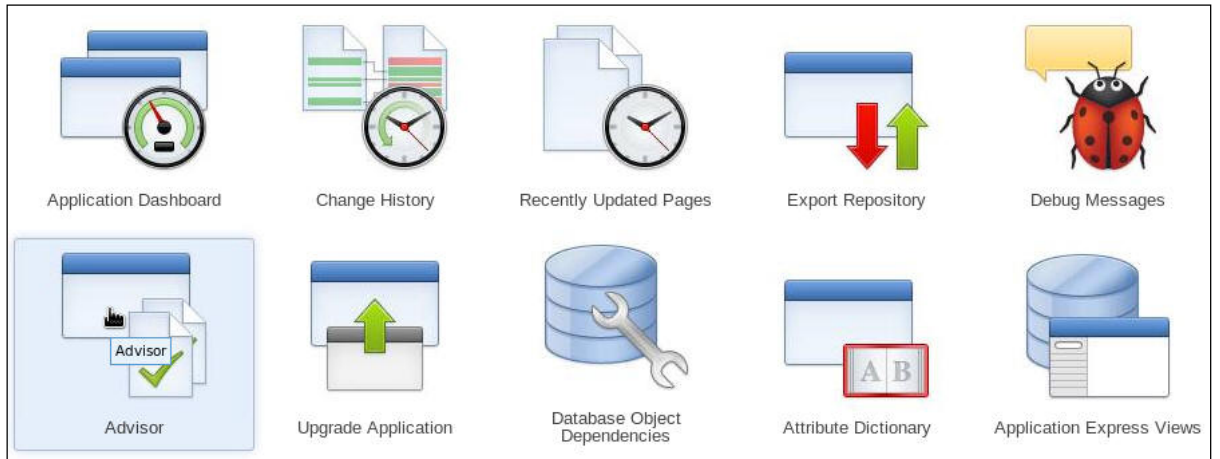 Application Dashboard
Change History
Recently Updated Pages
Export Repository
Debug Messages
Advisor
Advisor
Upgrade Application
Database Object
Dependencies
A B
Attribute Dictionary
Application Express Views